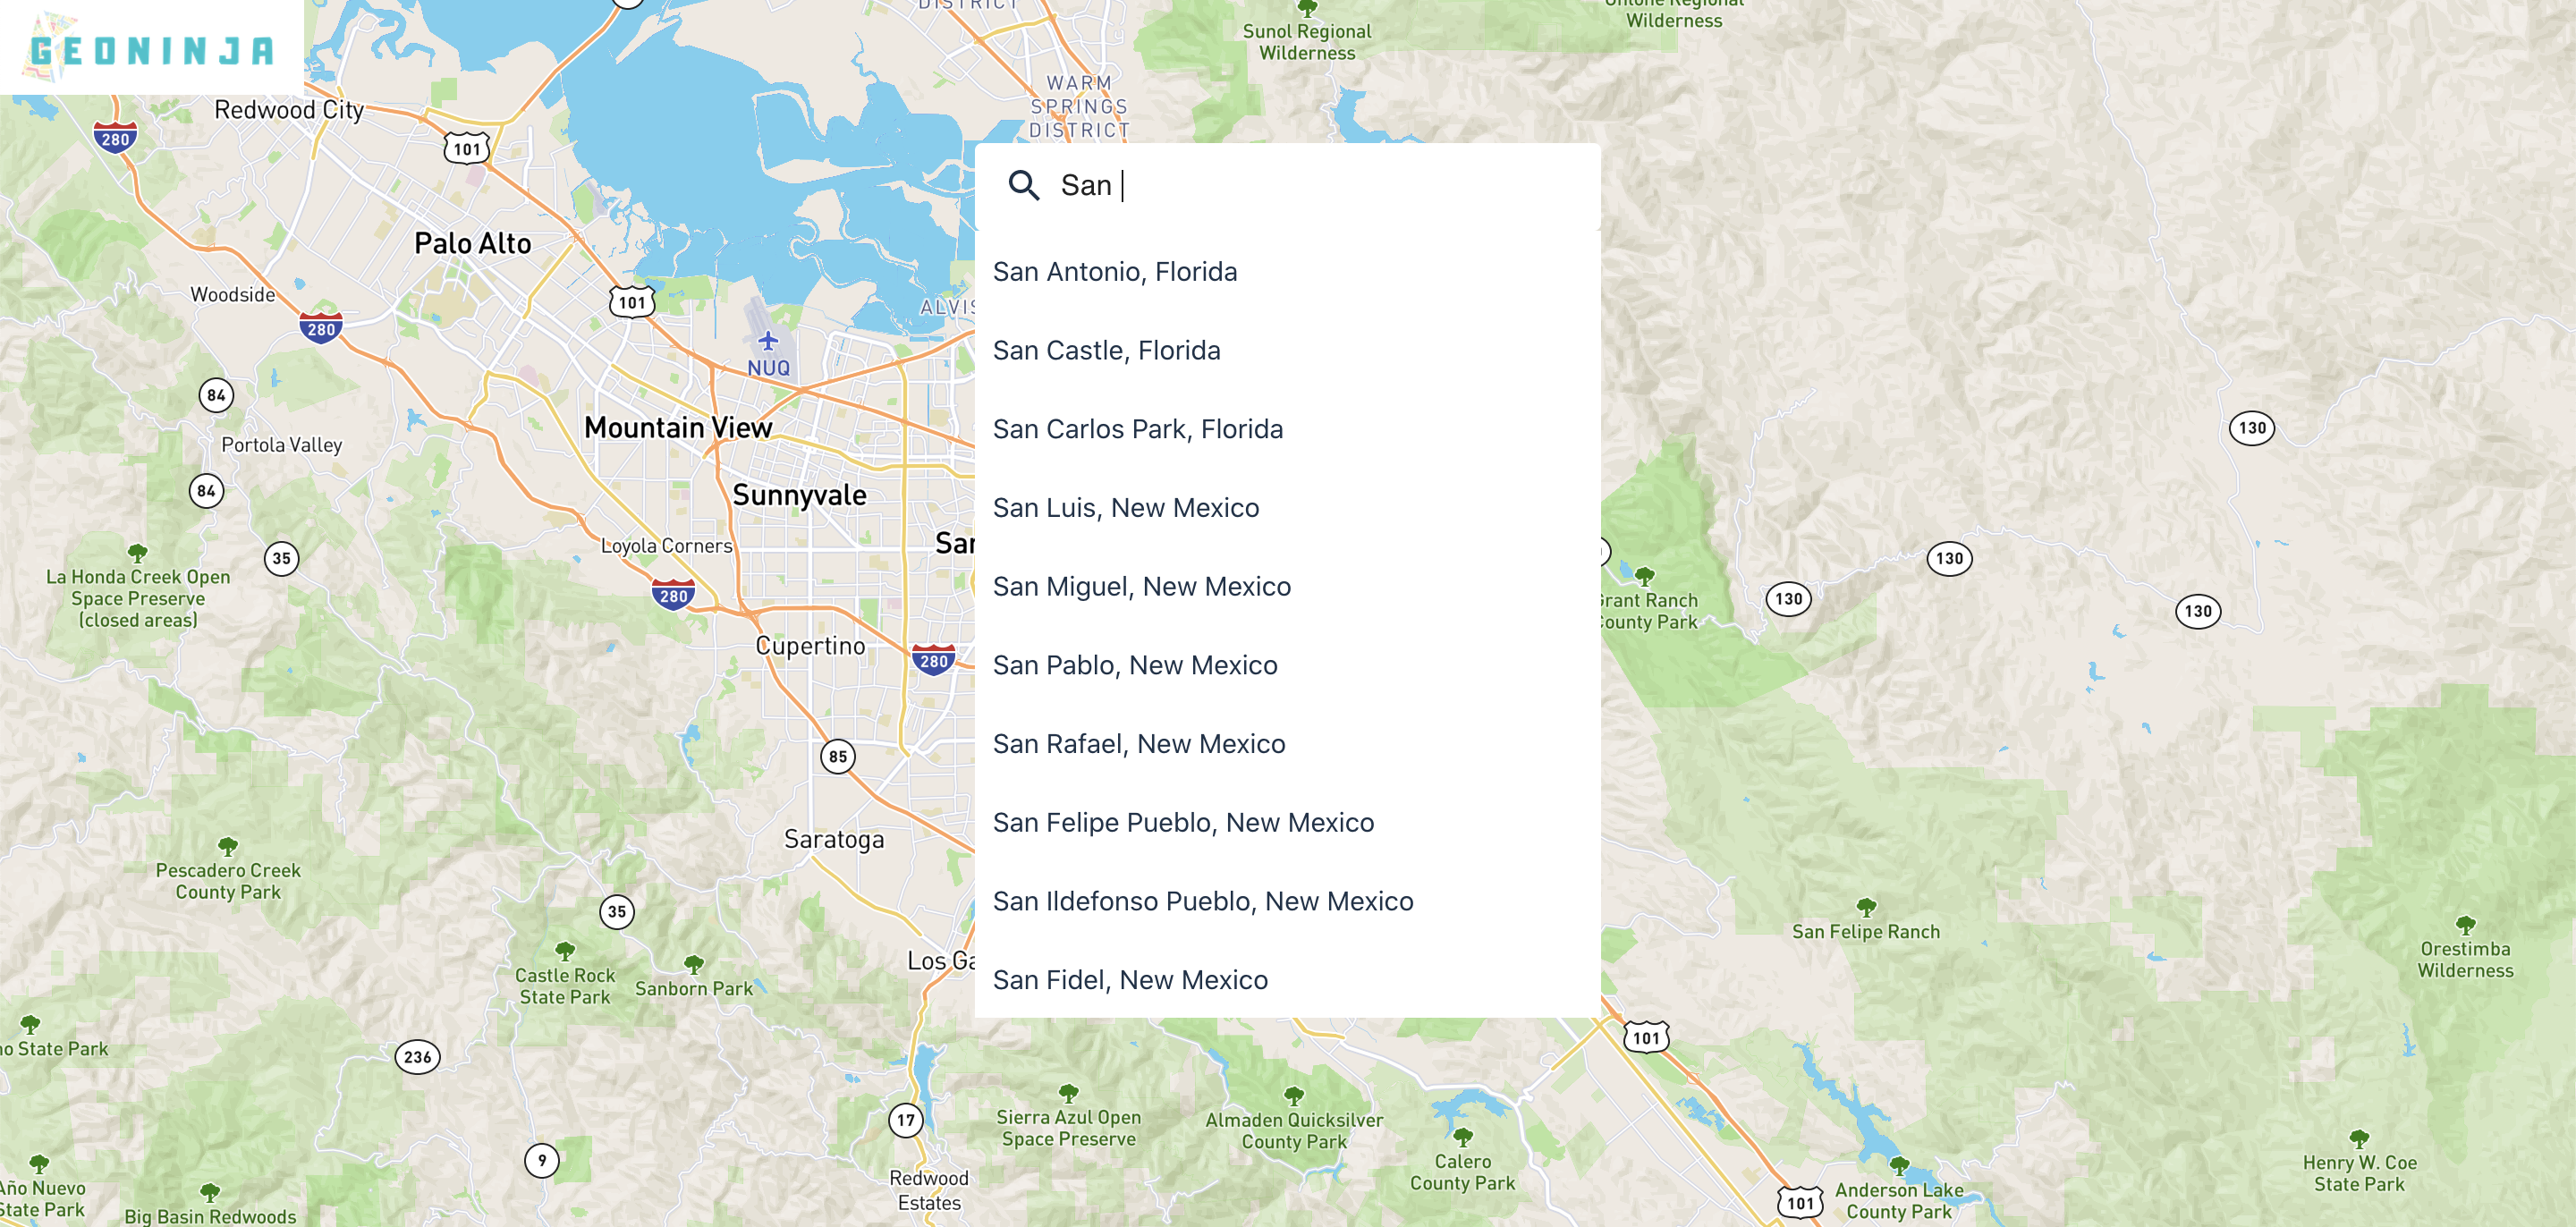 DISTRICT
Sunol Regional
Wilderness
Ohlone Regional
Wilderness
GEONINJA
WARM
SPRINGS
DISTRICT
Redwood City
280
101
San
Palo Alto
Woodside
101
280
San Antonio, Florida
San Castle, Florida
NUQ
84
Portola Valley
Mountain View
San Carlos Park, Florida
130
84
Sunnyvale
San Luis, New Mexico
35
Loyola Corners
San Miguel, New Mexico
130
130
130
La Honda Creek Open
Space Preserve
(closed areas)
280
Grant Ranch
County Park
Cupertino
280
San Pablo, New Mexico
85
San Rafael, New Mexico
Saratoga
San Felipe Pueblo, New Mexico
Pescadero Creek
County Park
35
San Ildefonso Pueblo, New Mexico
San Felipe Ranch
Orestimba
Wilderness
Los Ga
Castle Rock
State Park
Sanborn Park
San Fidel, New Mexico
no State Park
236
101
17
Sierra Azul Open
Space Preserve
Almaden Quicksilver
County Park
9
Calero
County Park
Henry W. Coe
State Park
Año Nuevo
State Park
Big Basin Redwoods
Redwood
Estates
101
Anderson Lake
County Park